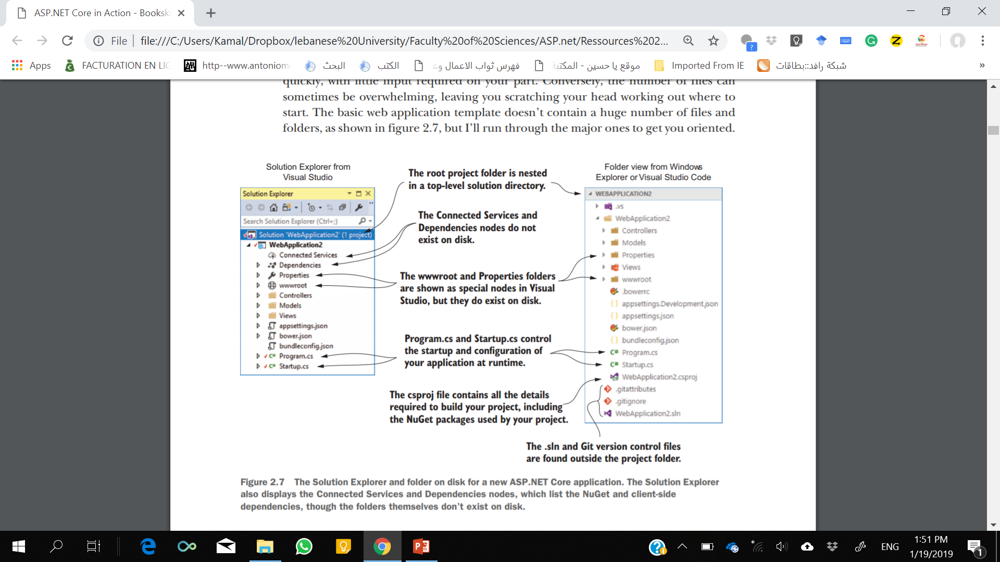 ASP.NET Core in Action - Booksk
File
file:///C:/Users/Kamal/Dropbox/lebanese%20University/Faculty%20of%20Sciences/ASP.net/Ressources%202...
Apps
FACTURATION EN LIG
http--www.antoniom
البحث
الكتب
فهرس ثواب الاعمال وع
موقع يا حسين - المكتبة
Imported From IE
شبكة رافد::بطاقات
»
quickly, with little input required on your part. Conversely, the number of files can
sometimes be overwhelming, leaving you scratching your head working out where to
start. The basic web application template doesn’t contain a huge number of files and
folders, as shown in figure 2.7, but I’ll run through the major ones to get you oriented.
Solution Explorer from
Visual Studio
Solution Explorer
Search Solution Explorer (Ctrl+;)
Solution 'WebApplication2' (1 project)
WebApplication2
Connected Services
Dependencies
Properties
wwwroot
Controllers
Models
Views
appsettings.json
bower.json
bundleconfig.json
C# Program.cs
C# Startup.cs
The root project folder is nested
in a top-level solution directory.
The Connected Services and
Dependencies nodes do not
exist on disk.
The wwwroot and Properties folders
are shown as special nodes in Visual
Studio, but they do exist on disk.
Program.cs and Startup.cs control
the startup and configuration of
your application at runtime.
The csproj file contains all the details
required to build your project, including
the NuGet packages used by your project.
The .sln and Git version control files
are found outside the project folder.
Folder view from Windows
Explorer or Visual Studio Code
WEBAPPLICATION2
.vs
WebApplication2
Controllers
Models
Properties
Views
wwwroot
.bowerrc
{} appsettings.Development.json
{} appsettings.json
bower.json
{} bundleconfig.json
C# Program.cs
C# Startup.cs
WebApplication2.csproj
.gitattributes
.gitignore
WebApplication2.sln
Figure 2.7 The Solution Explorer and folder on disk for a new ASP.NET Core application. The Solution Explorer
also displays the Connected Services and Dependencies nodes, which list the NuGet and client-side
dependencies, though the folders themselves don’t exist on disk.
ENG
1:51 PM
1/19/2019
1